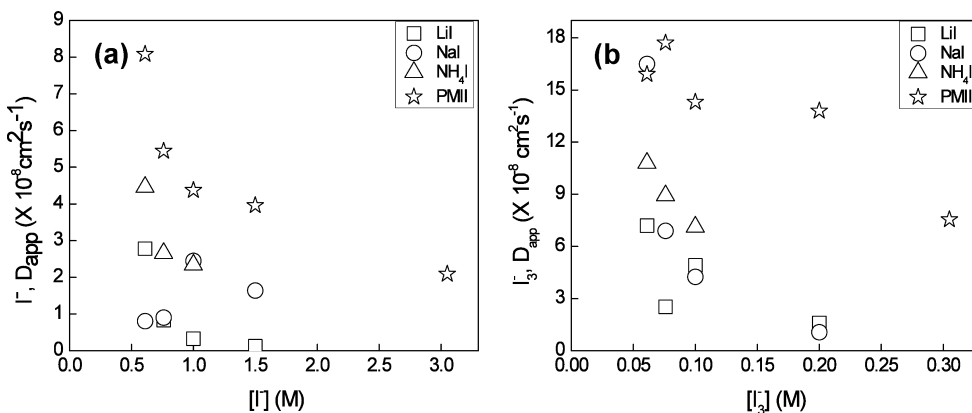 (a)
LiI
NaI
NH₄I
PMII
9
8
7
6
5
4
3
2
1
0
I⁻, Dapp (X 10⁻⁸cm²s⁻¹)
0.0 0.5 1.0 1.5 2.0 2.5 3.0
[I⁻] (M)
(b)
LiI
NaI
NH₄I
PMII
18
15
12
9
6
3
0
I₃⁻, Dapp (X 10⁻⁸ cm²s⁻¹)
0.00 0.05 0.10 0.15 0.20 0.25 0.30
[I₃⁻] (M)